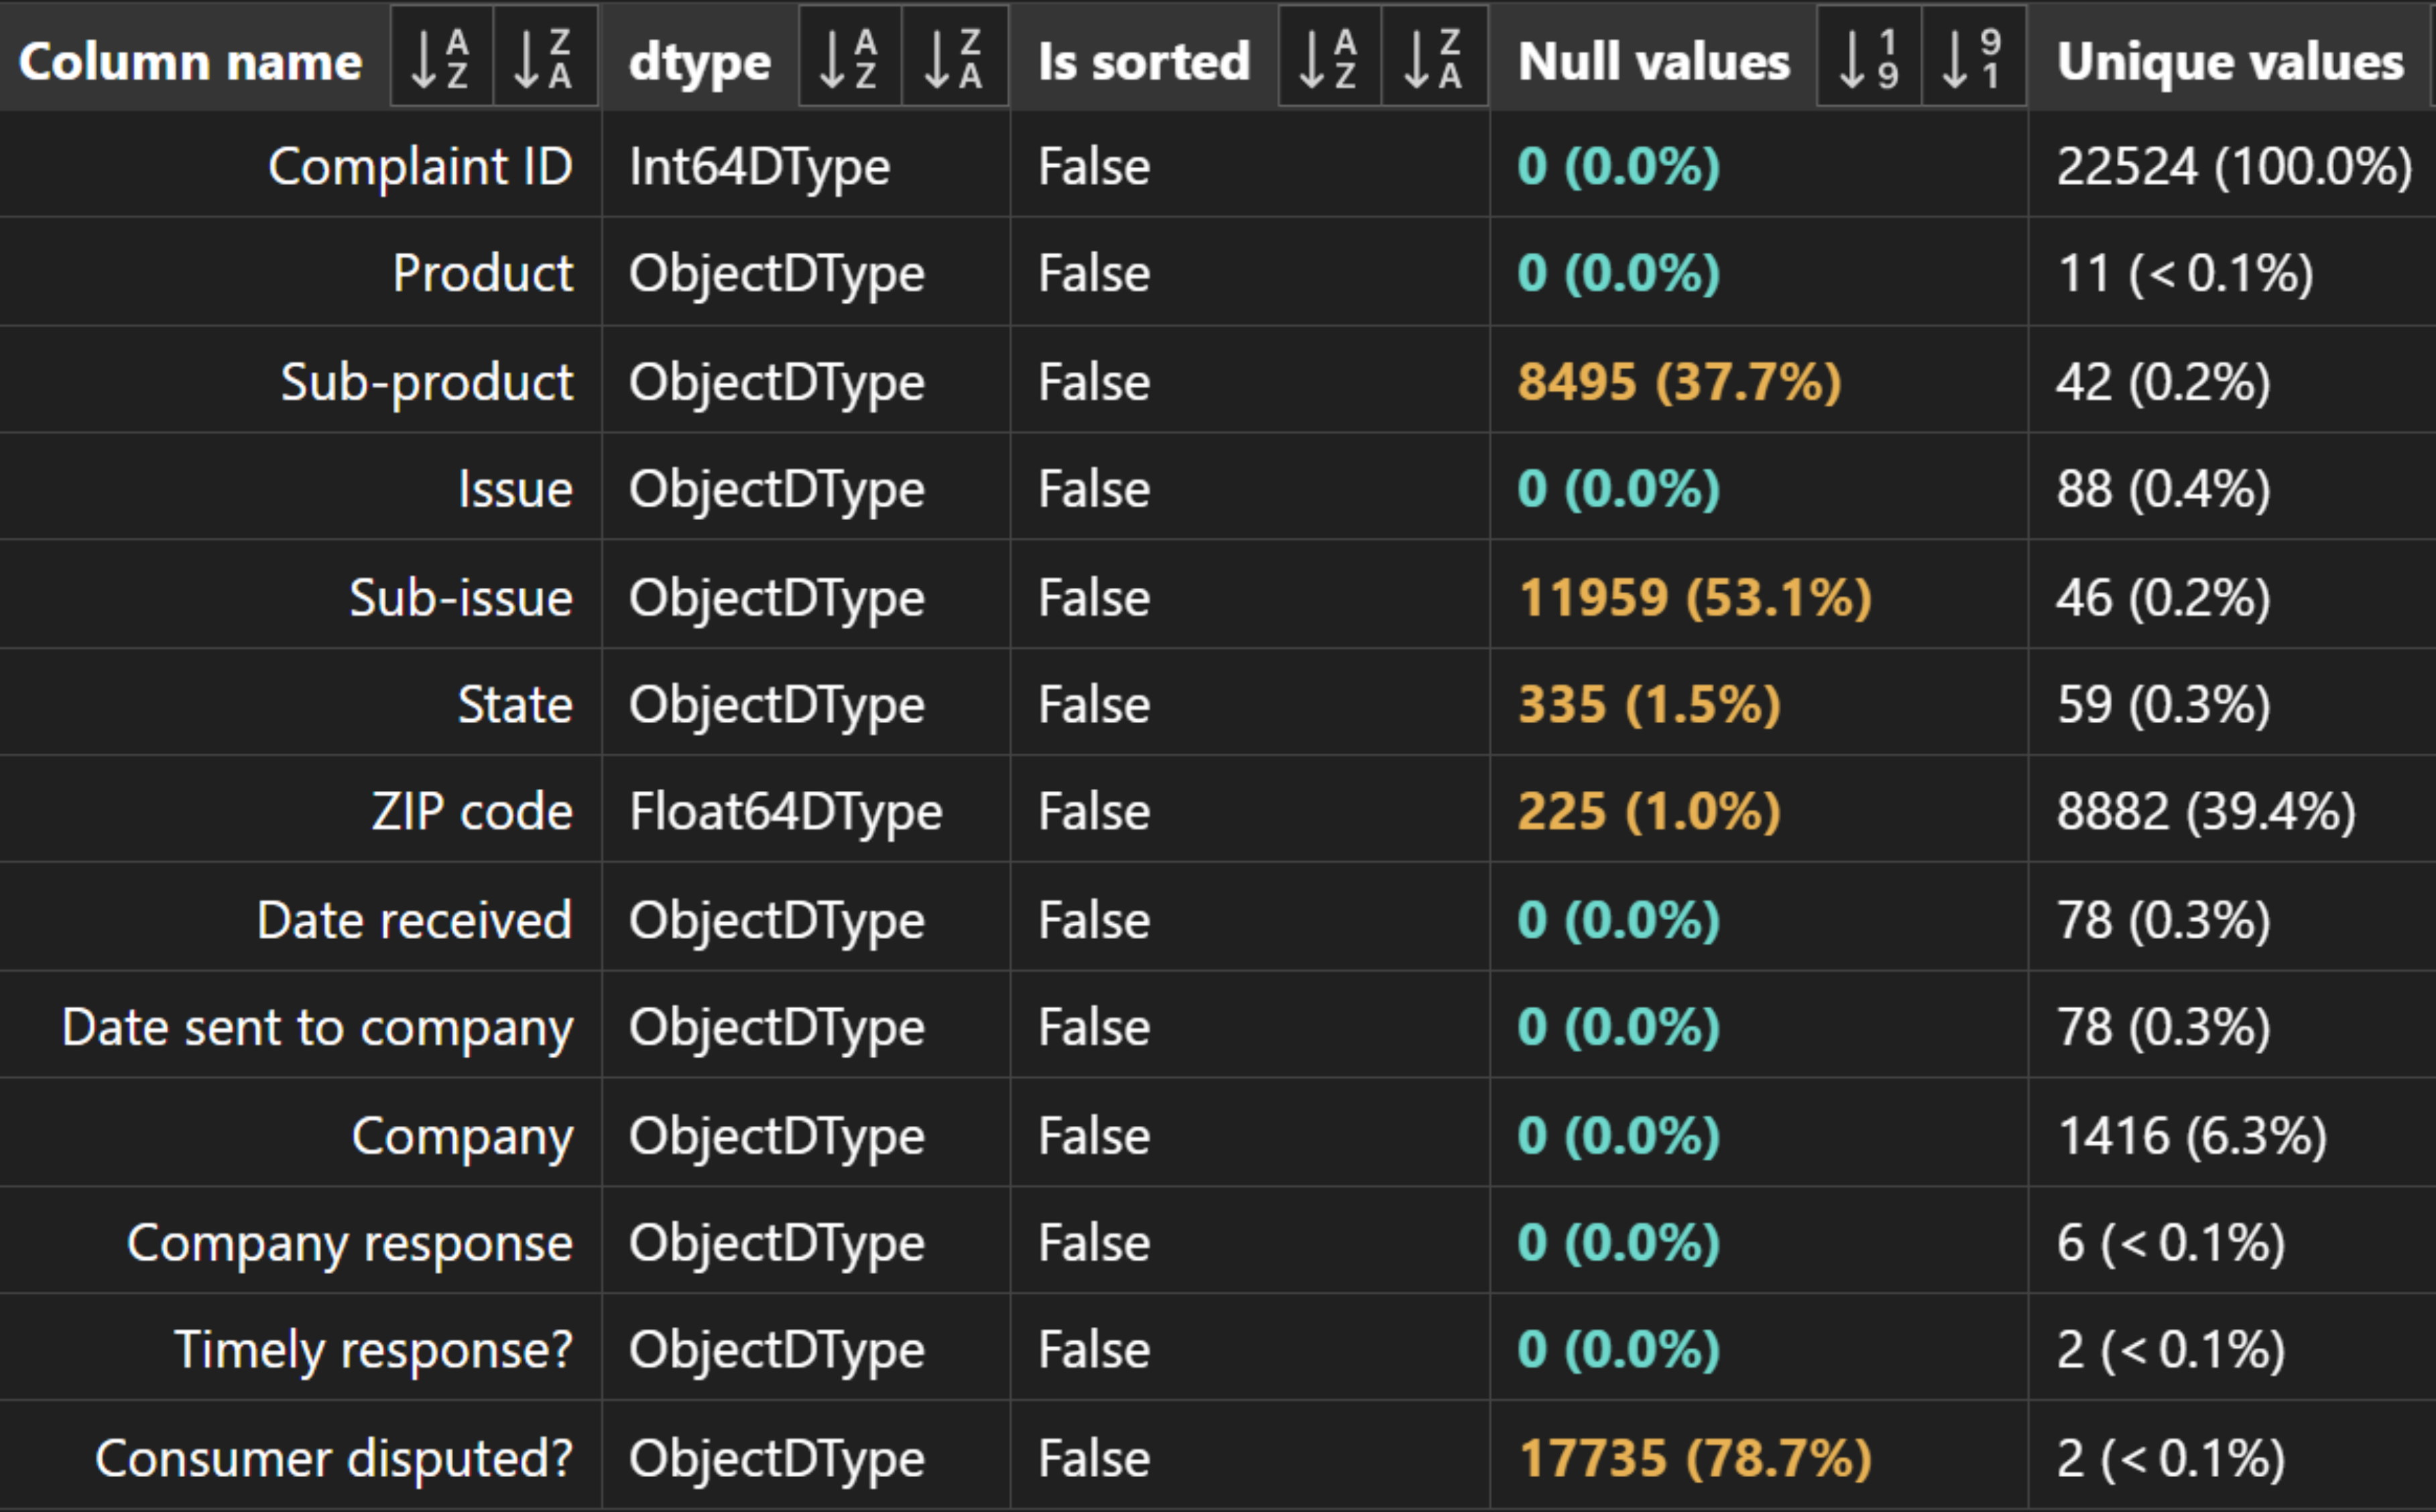 Column name ↓AZ ↓ZA dtype ↓AZ ↓ZA Is sorted ↓AZ ↓ZA Null values ↓19 ↓91 Unique values
Complaint ID Int64DType False 0 (0.0%) 22524 (100.0%)
Product ObjectDType False 0 (0.0%) 11 (< 0.1%)
Sub-product ObjectDType False 8495 (37.7%) 42 (0.2%)
Issue ObjectDType False 0 (0.0%) 88 (0.4%)
Sub-issue ObjectDType False 11959 (53.1%) 46 (0.2%)
State ObjectDType False 335 (1.5%) 59 (0.3%)
ZIP code Float64DType False 225 (1.0%) 8882 (39.4%)
Date received ObjectDType False 0 (0.0%) 78 (0.3%)
Date sent to company ObjectDType False 0 (0.0%) 78 (0.3%)
Company ObjectDType False 0 (0.0%) 1416 (6.3%)
Company response ObjectDType False 0 (0.0%) 6 (< 0.1%)
Timely response? ObjectDType False 0 (0.0%) 2 (< 0.1%)
Consumer disputed? ObjectDType False 17735 (78.7%) 2 (< 0.1%)